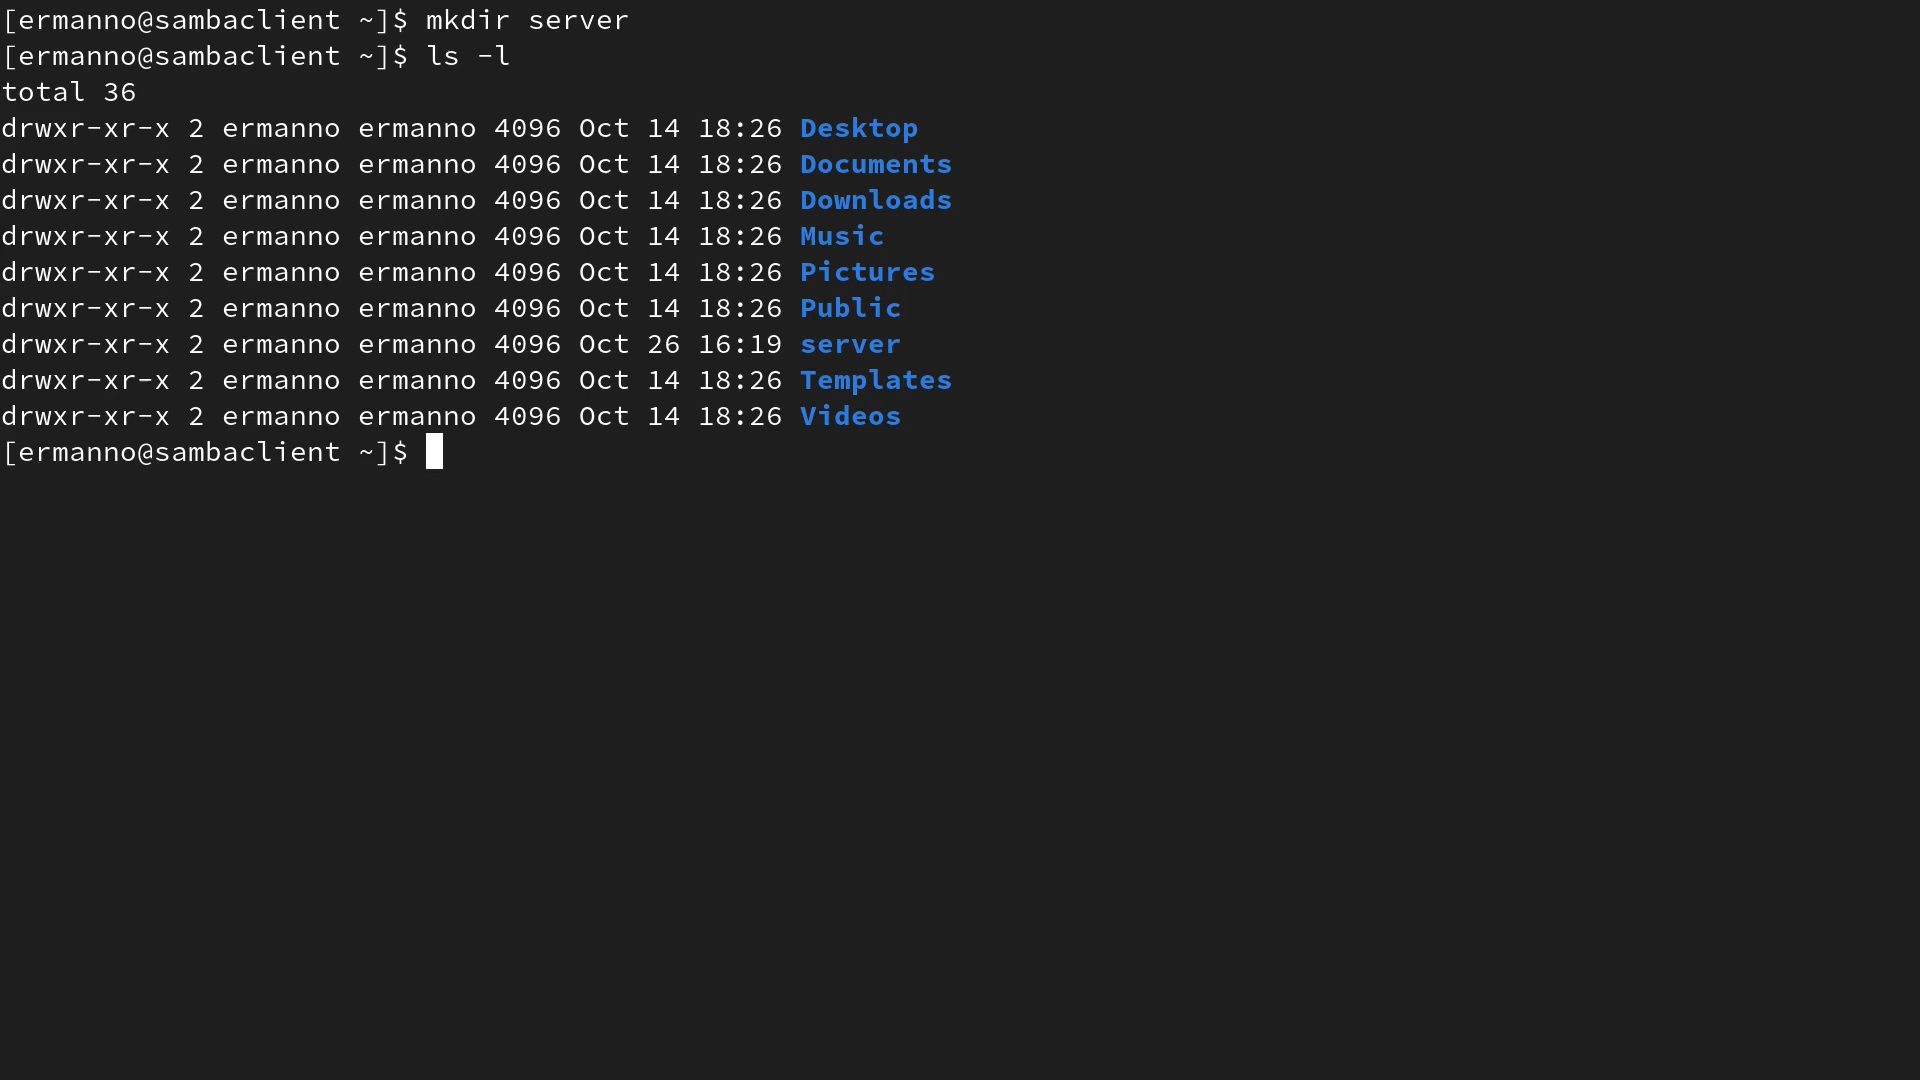 [ermanno@sambaclient ~]$ mkdir server
[ermanno@sambaclient ~]$ ls -l
total 36
drwxr-xr-x 2 ermanno ermanno 4096 Oct 14 18:26 Desktop
drwxr-xr-x 2 ermanno ermanno 4096 Oct 14 18:26 Documents
drwxr-xr-x 2 ermanno ermanno 4096 Oct 14 18:26 Downloads
drwxr-xr-x 2 ermanno ermanno 4096 Oct 14 18:26 Music
drwxr-xr-x 2 ermanno ermanno 4096 Oct 14 18:26 Pictures
drwxr-xr-x 2 ermanno ermanno 4096 Oct 14 18:26 Public
drwxr-xr-x 2 ermanno ermanno 4096 Oct 26 16:19 server
drwxr-xr-x 2 ermanno ermanno 4096 Oct 14 18:26 Templates
drwxr-xr-x 2 ermanno ermanno 4096 Oct 14 18:26 Videos
[ermanno@sambaclient ~]$